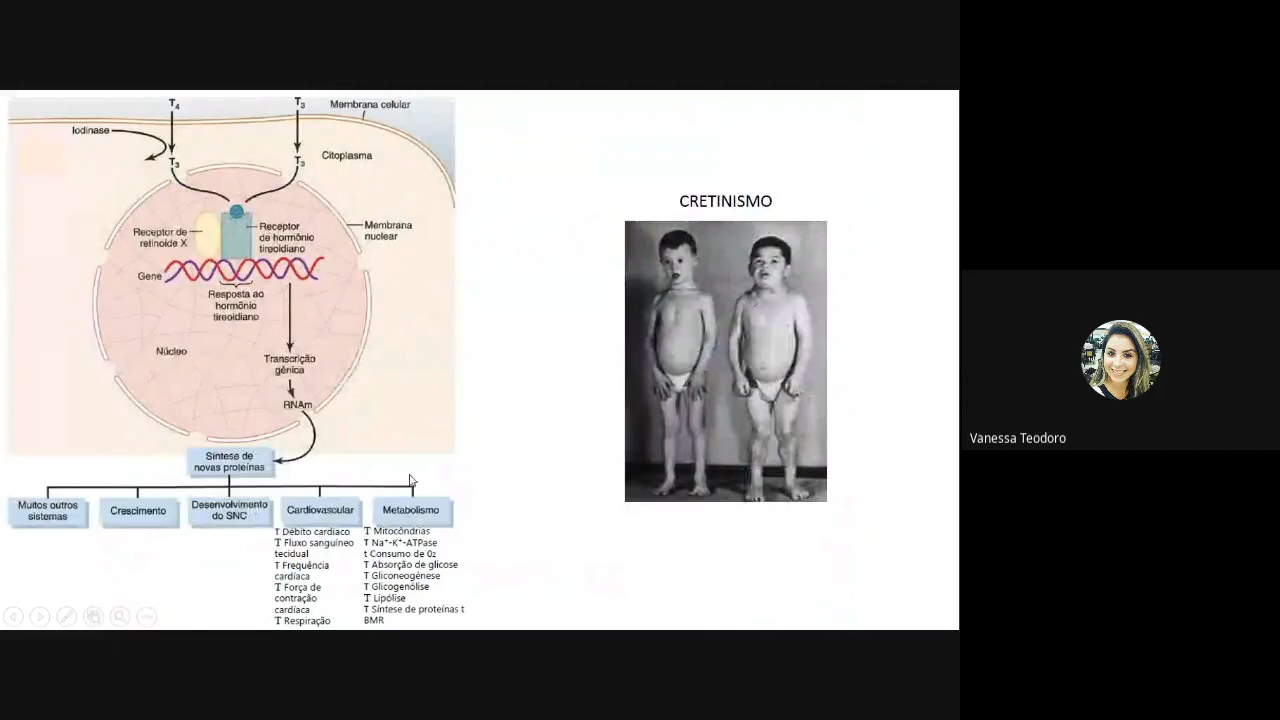 T4
T3
Membrana celular
Iodinase
T3
T3
Citoplasma
Receptor de
retinoide X
Receptor
de hormônio
tireoidiano
Membrana
nuclear
Gene
Resposta ao
hormônio
tireoidiano
Núcleo
Transcrição
gênica
RNAm
Síntese de
novas proteínas
Muitos outros
sistemas
Crescimento
Desenvolvimento
do SNC
Cardiovascular
Metabolismo
T Débito cardíaco
T Fluxo sanguíneo
tecidual
T Frequência
cardíaca
T Força de
contração
cardíaca
T Respiração
T Mitocôndrias
T Na⁺-K⁺-ATPase
t Consumo de 02
T Absorção de glicose
T Gliconeogênese
T Glicogenólise
T Lipólise
T Síntese de proteínas t
BMR
CRETINISMO
Vanessa Teodoro